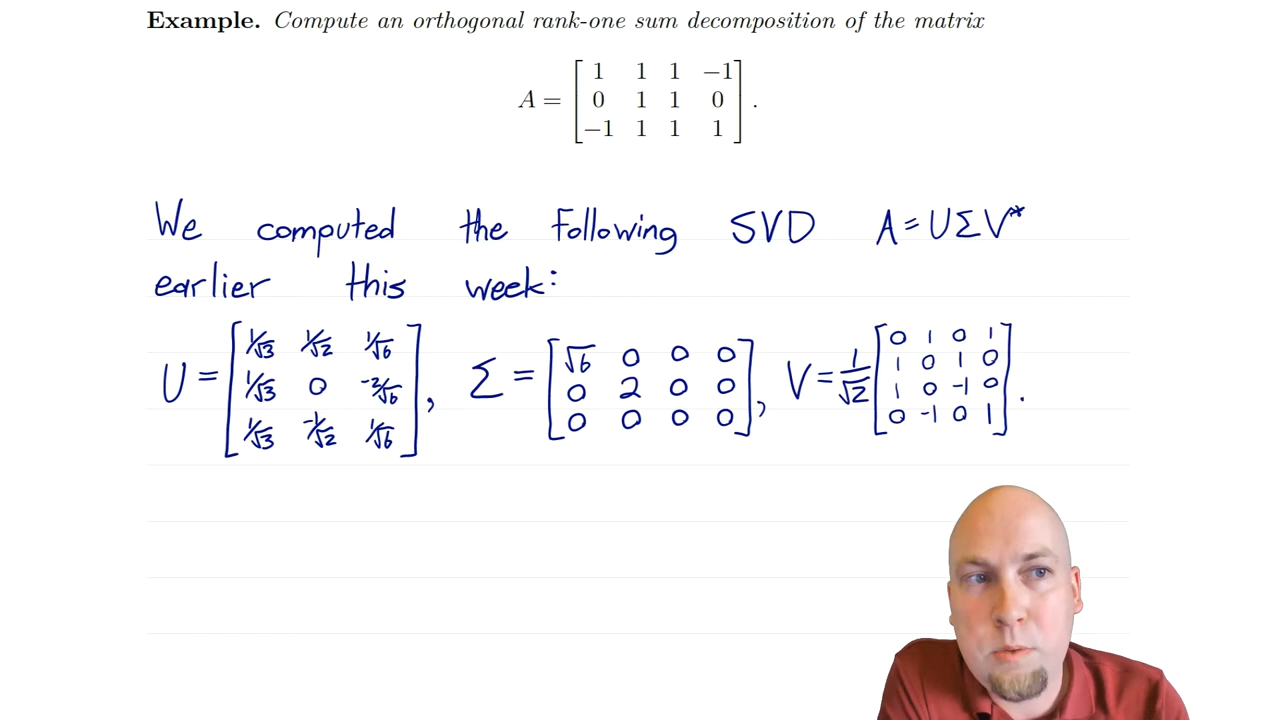 Example. Compute an orthogonal rank-one sum decomposition of the matrix
A = [ 1 1 1 −1
0 1 1 0
−1 1 1 1 ] .
We computed the following SVD A=UΣV*
earlier this week:
U = [ 1/√3 1/√2 1/√6
1/√3 0 -2/√6
1/√3 -1/√2 1/√6 ] ,
Σ = [ √6 0 0 0
0 2 0 0
0 0 0 0 ] ,
V = 1/√2 [ 0 1 0 1
1 0 1 0
1 0 -1 0
0 -1 0 1 ] .